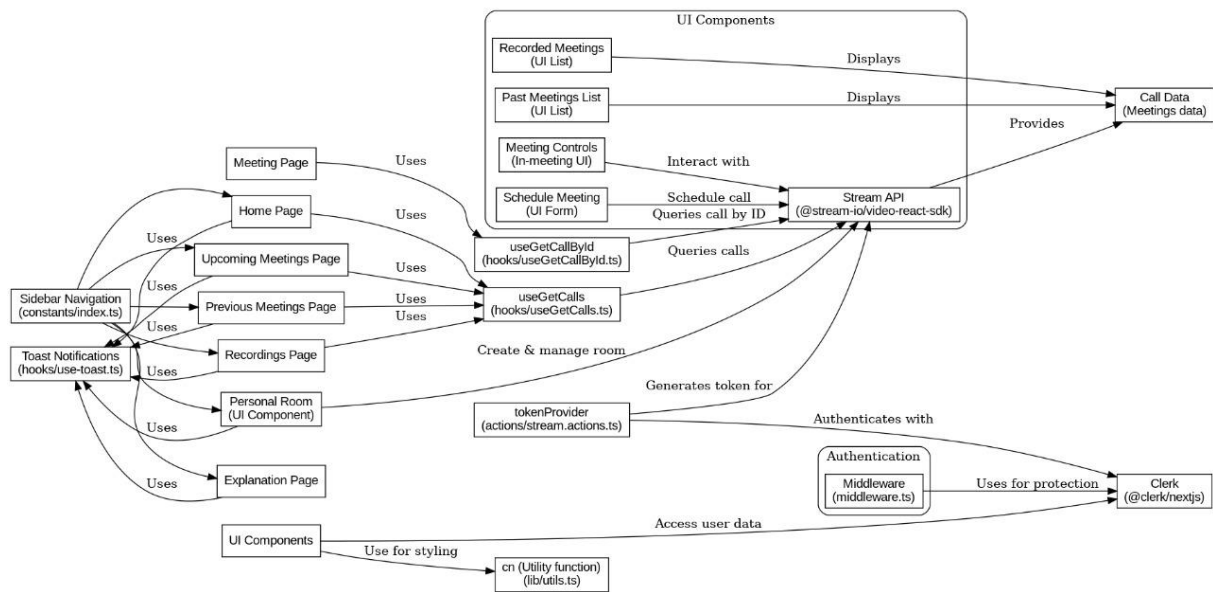 UI Components
Recorded Meetings
(UI List)
Displays
Past Meetings List
(UI List)
Displays
Call Data
(Meetings data)
Provides
Meeting Controls
(In-meeting UI)
Interact with
Schedule Meeting
(UI Form)
Schedule call
Stream API
(@stream-io/video-react-sdk)
Meeting Page
Uses
Home Page
Uses
Queries call by ID
useGetCallById
(hooks/useGetCallById.ts)
Queries calls
Uses
Upcoming Meetings Page
Uses
Sidebar Navigation
(constants/index.ts)
Uses
Previous Meetings Page
Uses
useGetCalls
(hooks/useGetCalls.ts)
Uses
Uses
Recordings Page
Toast Notifications
(hooks/use-toast.ts)
Uses
Create & manage room
Personal Room
(UI Component)
Uses
Generates token for
tokenProvider
(actions/stream.actions.ts)
Authenticates with
Explanation Page
Uses
Authentication
Middleware
(middleware.ts)
Uses for protection
Clerk
(@clerk/nextjs)
UI Components
Access user data
Use for styling
cn (Utility function)
(lib/utils.ts)